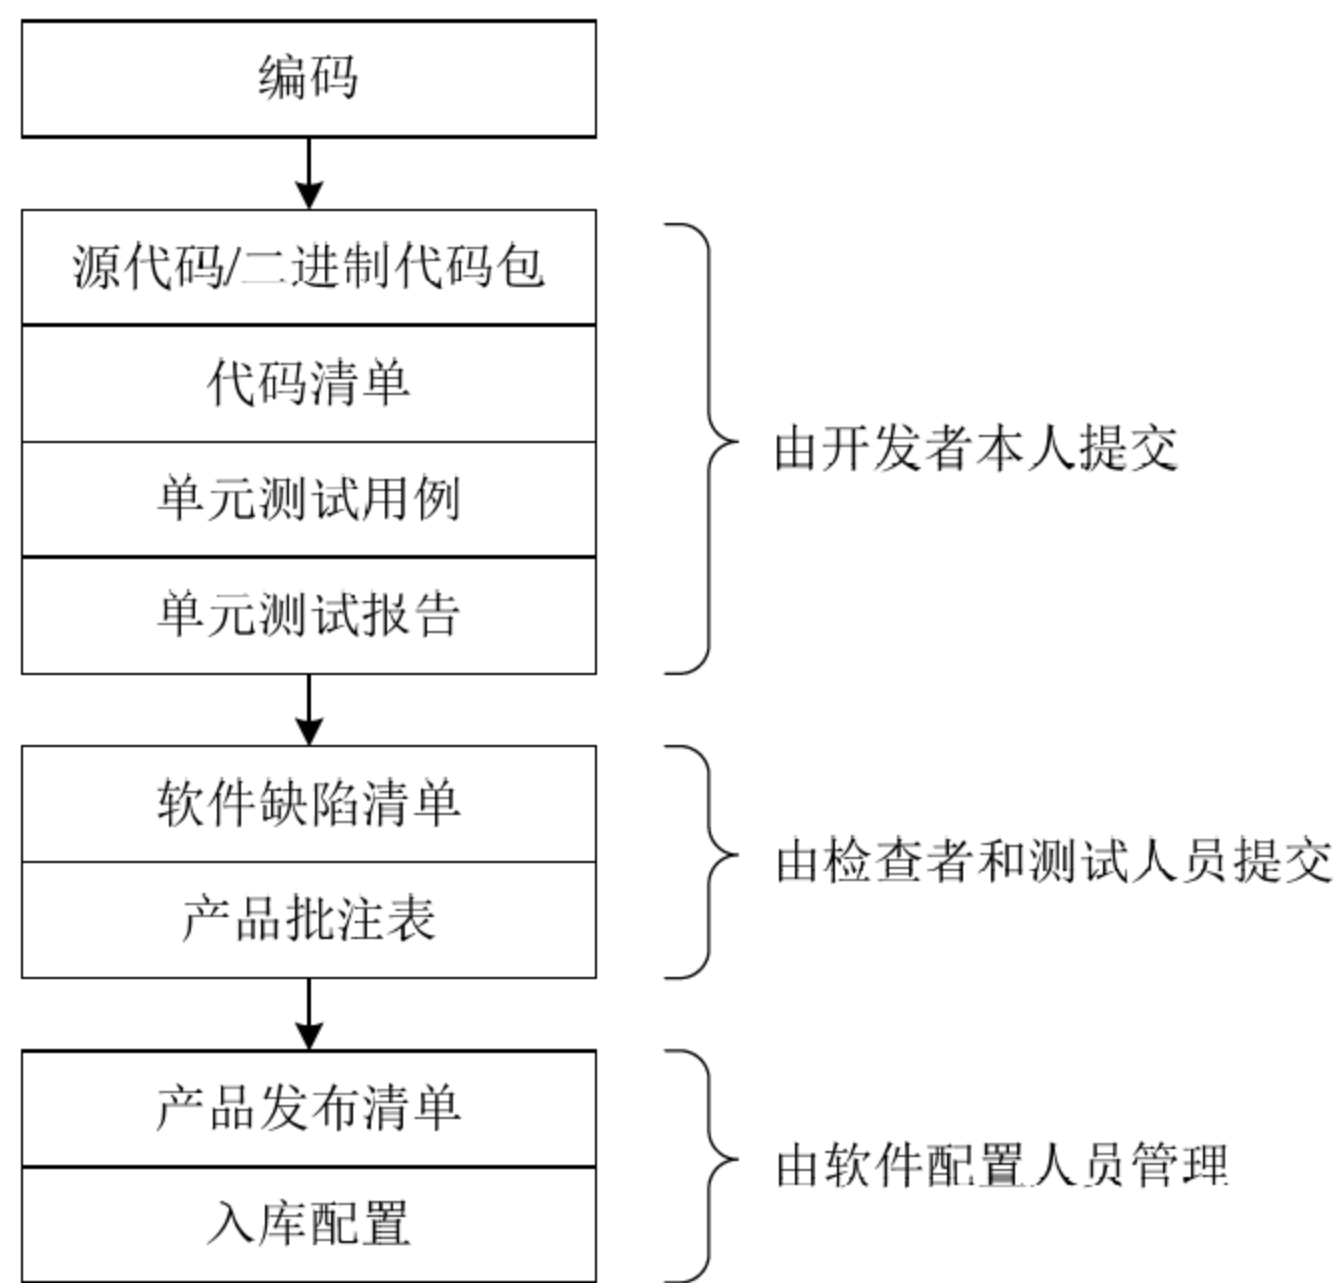 编码
源代码/二进制代码包
代码清单
单元测试用例
单元测试报告
由开发者本人提交
软件缺陷清单
产品批注表
由检查者和测试人员提交
产品发布清单
入库配置
由软件配置人员管理